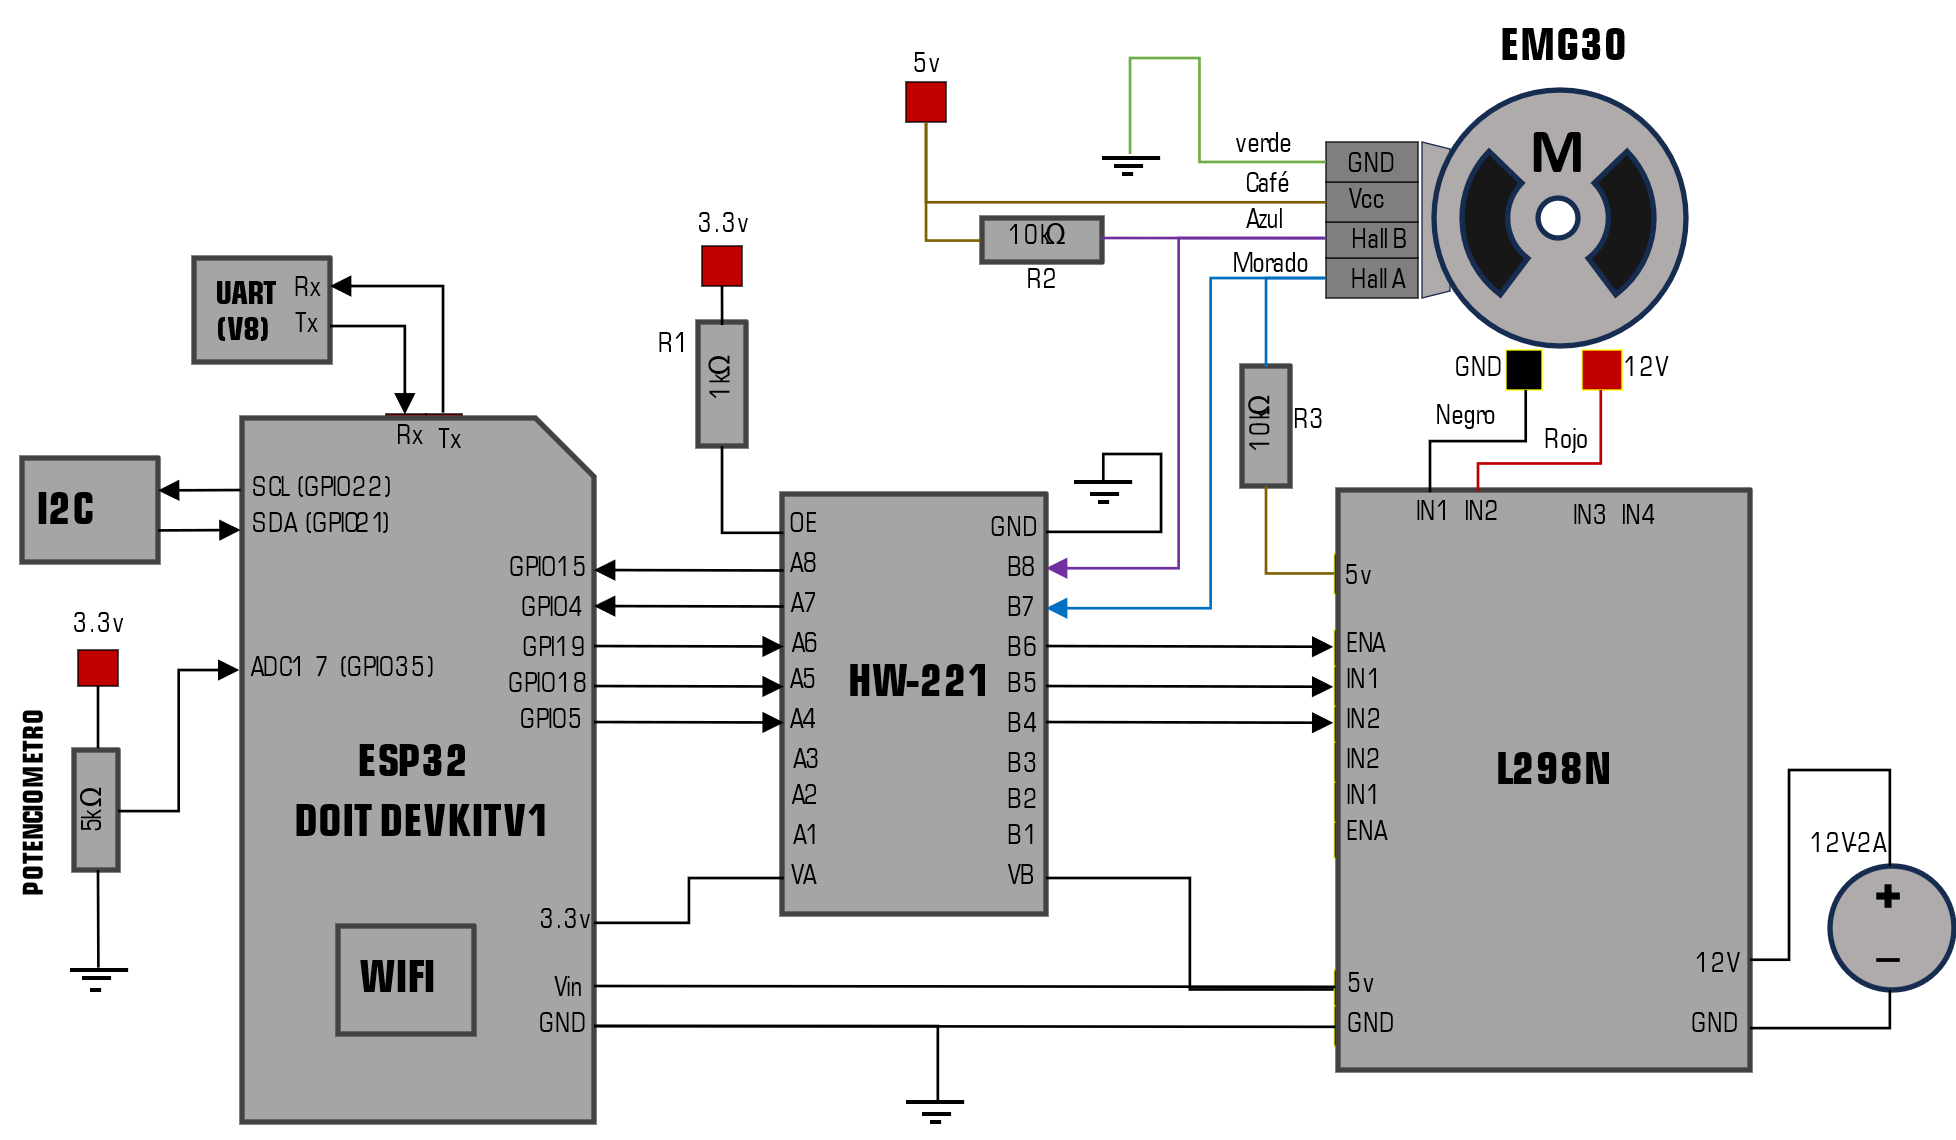 EMG30
5v
M
verde
GND
Café
Vcc
Azul
Hall B
Morado
Hall A
10kΩ
R2
3.3v
UART
(V8)
Rx
Tx
R1
1kΩ
10kΩ
R3
GND
12V
Negro
Rojo
Rx Tx
I2C
SCL (GPIO22)
SDA (GPIO21)
GPIO15
GPIO4
GPI19
GPIO18
GPIO5
3.3v
ADC1 7 (GPIO35)
POTENCIOMETRO
5kΩ
ESP32
DOIT DEVKITV1
WIFI
3.3v
Vin
GND
OE
A8
A7
A6
A5
A4
A3
A2
A1
VA
HW-221
GND
B8
B7
B6
B5
B4
B3
B2
B1
VB
IN1 IN2 IN3 IN4
5v
ENA
IN1
IN2
IN2
IN1
ENA
L298N
5v
GND
12V
GND
12V-2A
+
−